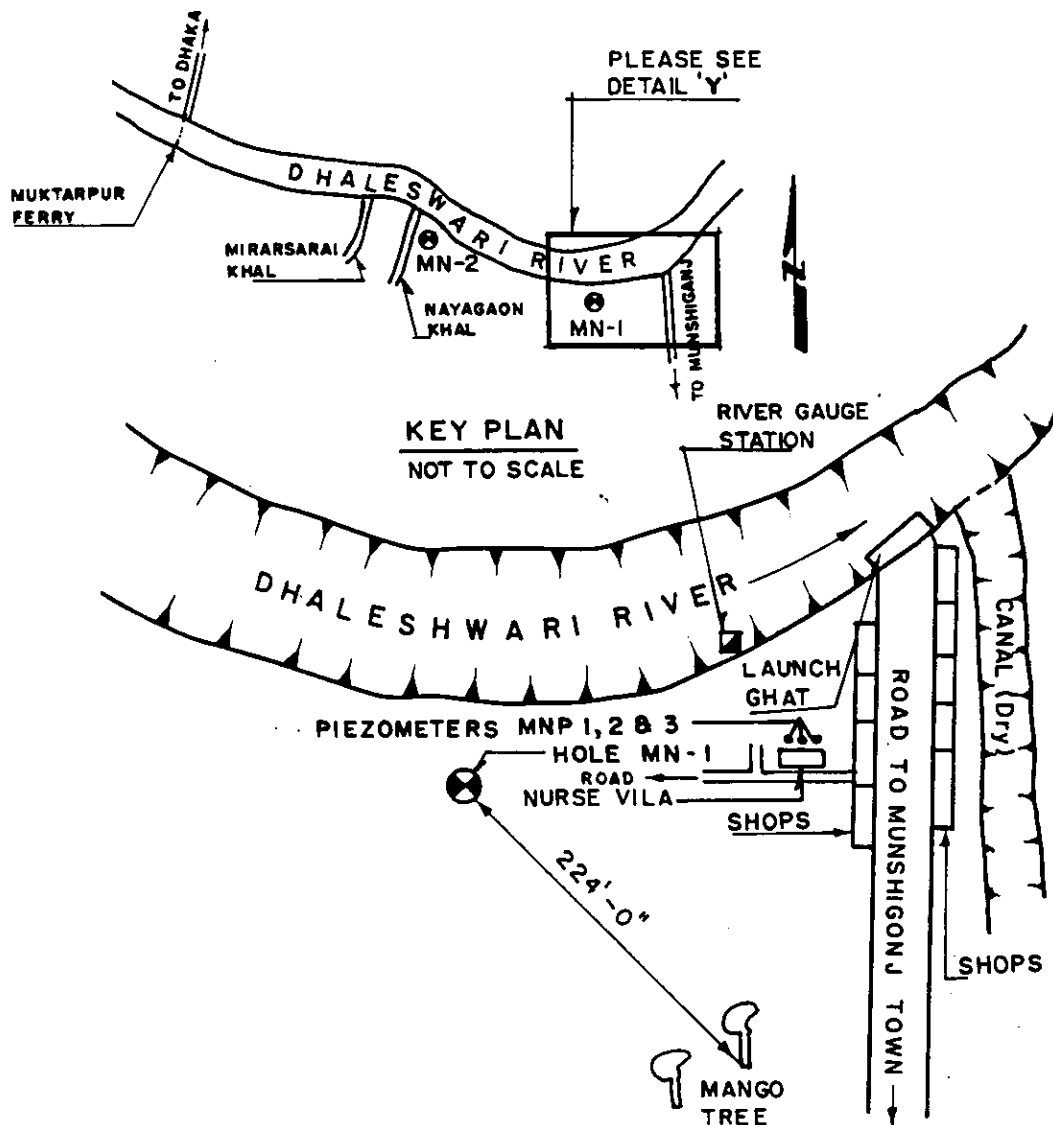 TO DHAKA
PLEASE SEE
DETAIL 'Y'
MUKTARPUR
FERRY
DHALESWARI RIVER
MIRARSARAI
KHAL
MN-2
NAYAGAON
KHAL
MN-1
TO MUNSHIGANJ
N
KEY PLAN
NOT TO SCALE
RIVER GAUGE
STATION
DHALESHWARI RIVER
LAUNCH
GHAT
CANAL (Dry)
PIEZOMETERS MNP 1, 2 & 3
HOLE MN-1
ROAD
NURSE VILA
SHOPS
ROAD TO MUNSHIGONJ TOWN
224'-0"
SHOPS
MANGO
TREE